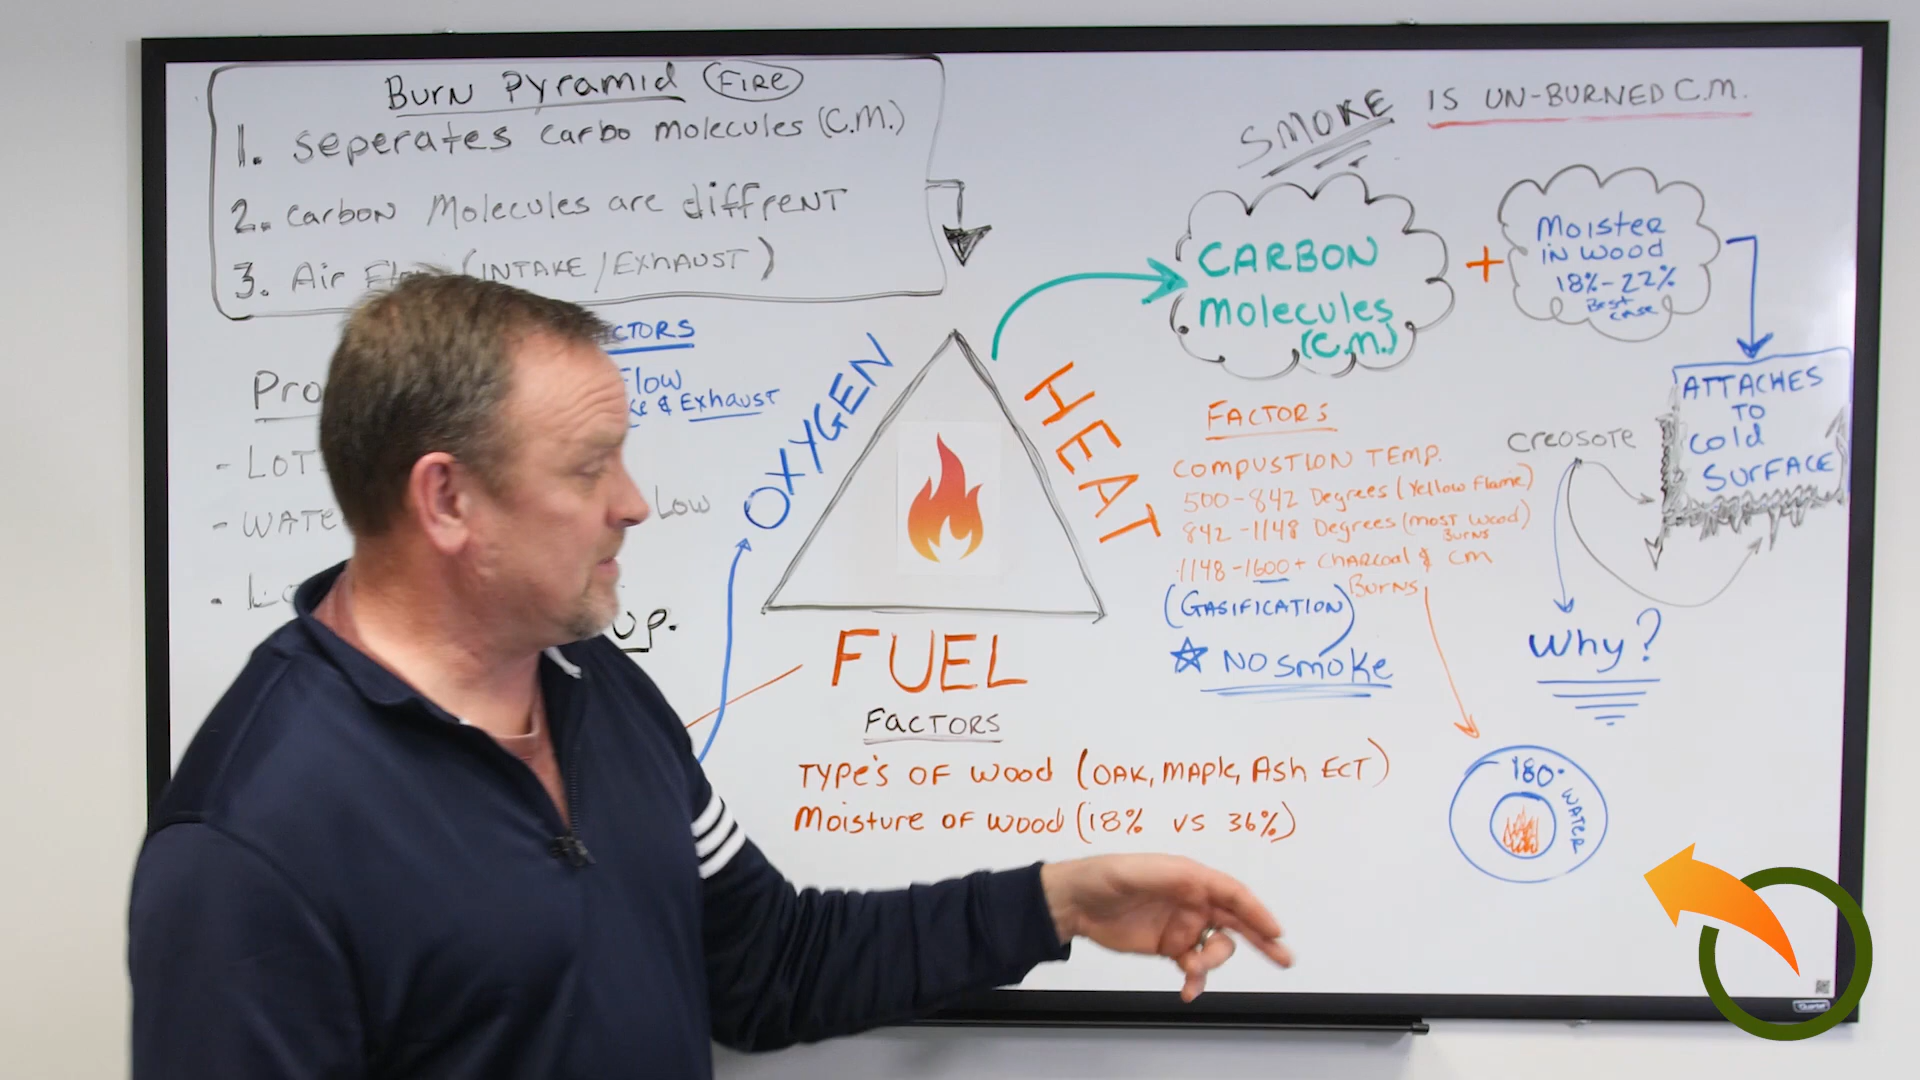 Burn Pyramid (FIRE)
1. seperates carbo molecules (C.M.)
2. carbon Molecules are diffrent
3. Air (INTAKE/EXHAUST)
SMOKE IS UN-BURNED C.M.
CARBON
molecules
(C.M.)
+
Moister
in wood
18%-22%
Best
case
ATTACHES
TO
cold
SURFACE
creosote
Why?
OXYGEN
HEAT
FUEL
FACTORS
Type's of wood (OAK, Maple, Ash ECT)
Moisture of wood (18% vs 36%)
FACTORS
COMPUSTION TEMP.
500-842 Degrees (Yellow Flame)
842-1148 Degrees (most wood)
Burns
1148-1600+ charcoal & CM
Burns
(GASIFICATION)
NO smoke
180°
WATER
Flow
& Exhaust
Low
up.
Quartet